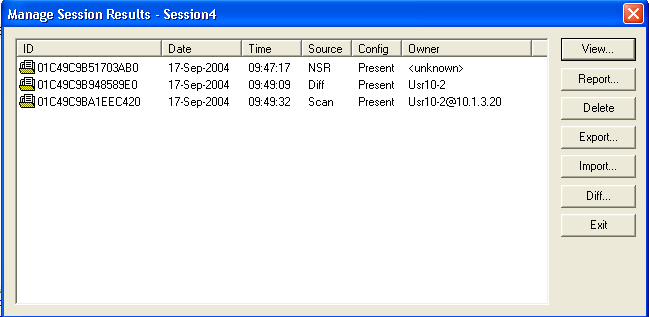 Manage Session Results - Session4
ID Date Time Source Config Owner
01C49C9B51703AB0 17-Sep-2004 09:47:17 NSR Present <unknown>
01C49C9B948589E0 17-Sep-2004 09:49:09 Diff Present Usr10-2
01C49C9BA1EEC420 17-Sep-2004 09:49:32 Scan Present Usr10-2@10.1.3.20
View...
Report...
Delete
Export...
Import...
Diff...
Exit